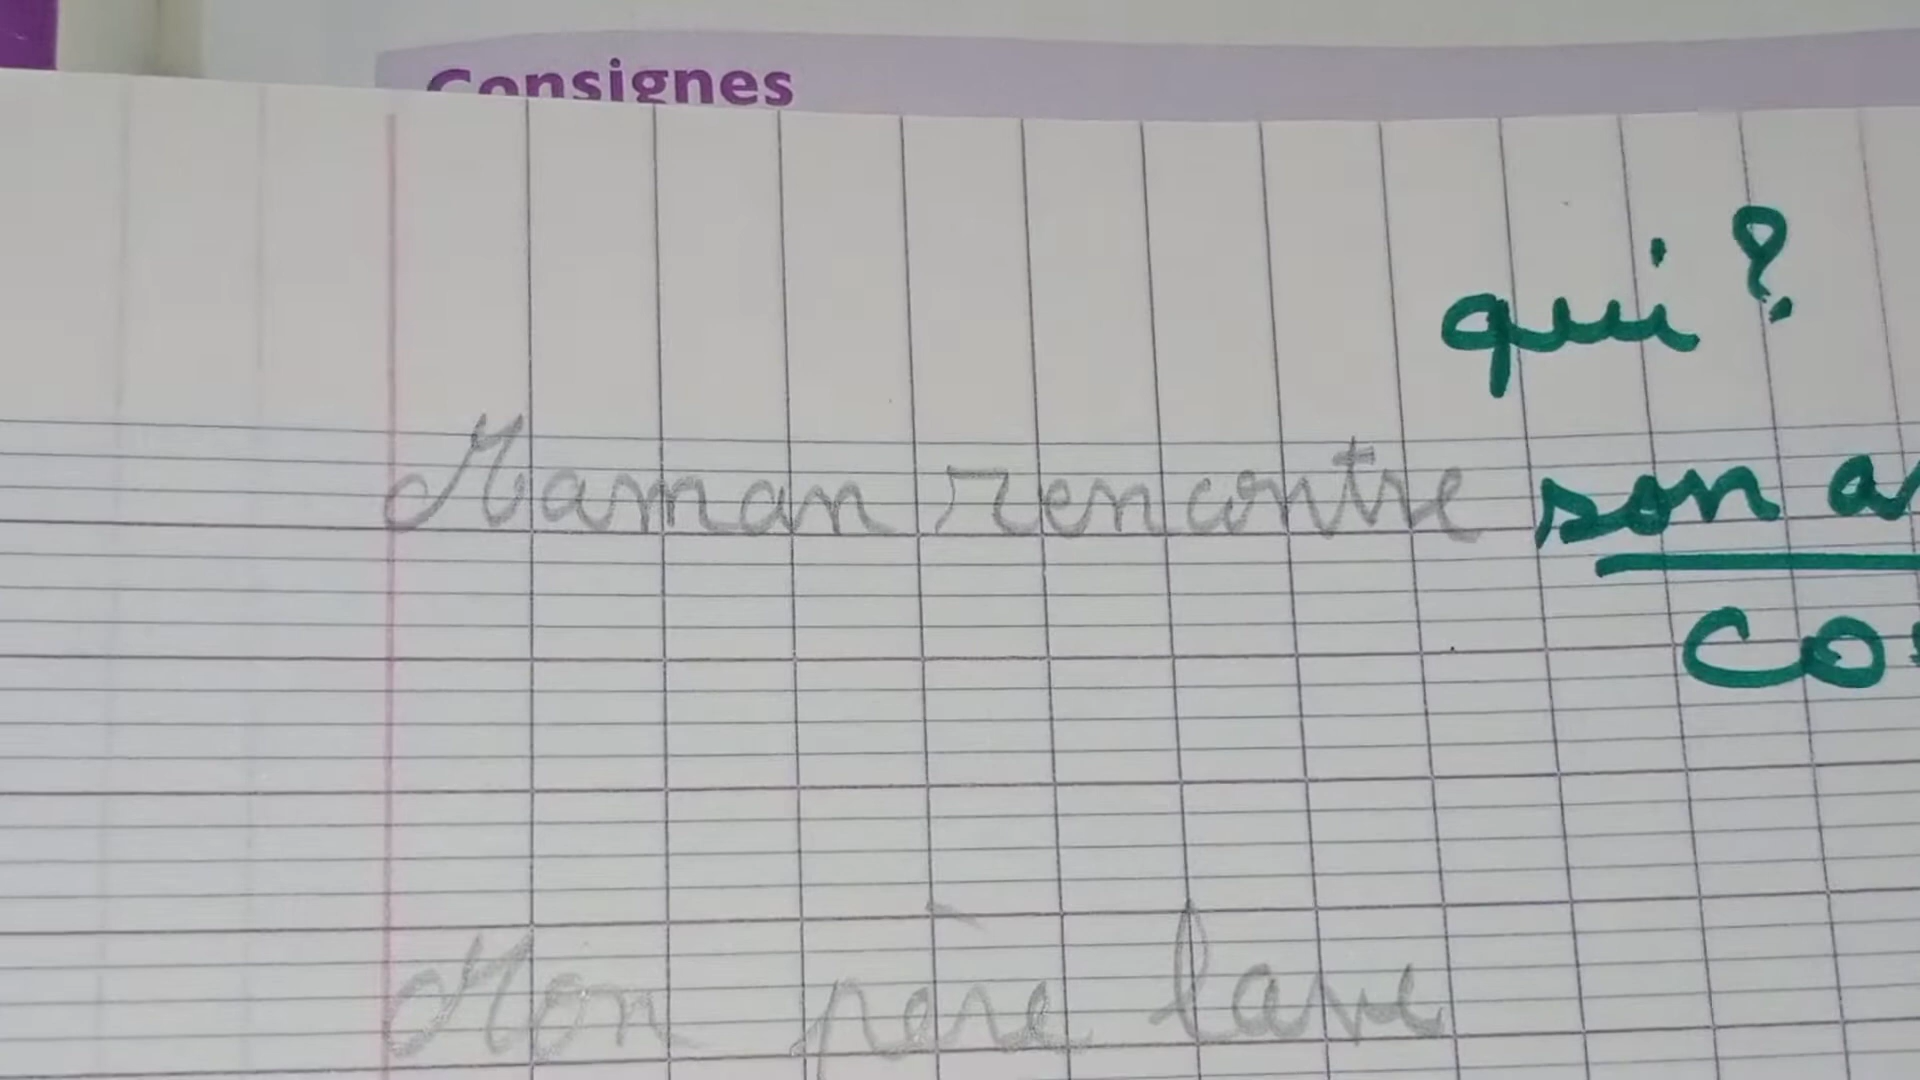 Consignes
qui ?
Maman rencontre son
Mon père lave